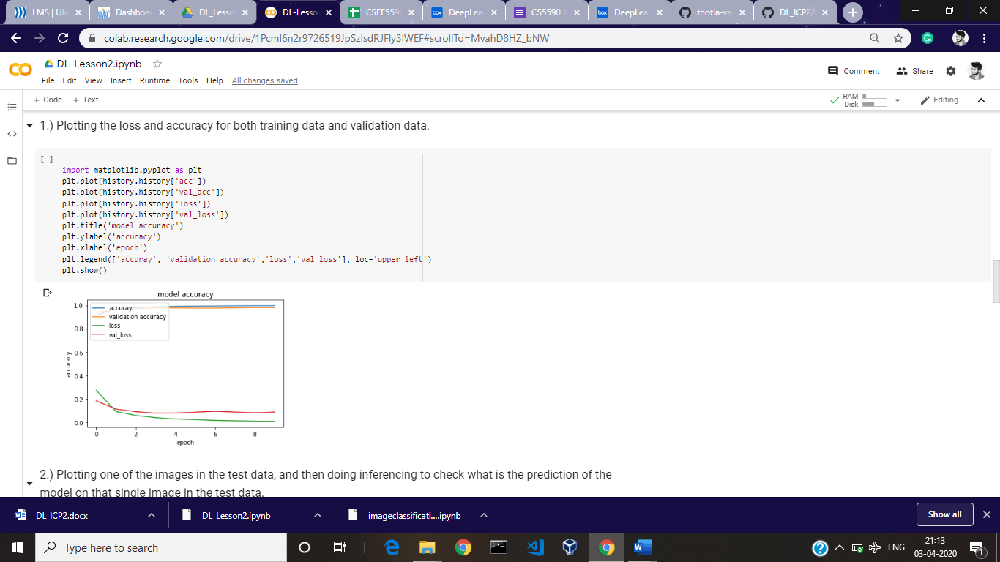 LMS | UM
Dashboa
DL_Lesso
DL-Lesso
CSEE559
DeepLea
CS5590 A
DeepLea
thotla-va
DL_ICP2/
colab.research.google.com/drive/1PcmI6n2r9726519JpSzIsdRJFly3IWEF#scrollTo=MvahD8HZ_bNW
DL-Lesson2.ipynb
Comment
Share
File Edit View Insert Runtime Tools Help All changes saved
+ Code + Text
RAM
Disk
Editing
1.) Plotting the loss and accuracy for both training data and validation data.
[ ]
import matplotlib.pyplot as plt
plt.plot(history.history['acc'])
plt.plot(history.history['val_acc'])
plt.plot(history.history['loss'])
plt.plot(history.history['val_loss'])
plt.title('model accuracy')
plt.ylabel('accuracy')
plt.xlabel('epoch')
plt.legend(['accuray', 'validation accuracy','loss','val_loss'], loc='upper left')
plt.show()
model accuracy
1.0
0.8
0.6
0.4
0.2
0.0
accuracy
accuray
validation accuracy
loss
val_loss
0 2 4 6 8
epoch
2.) Plotting one of the images in the test data, and then doing inferencing to check what is the prediction of the
model on that single image in the test data.
DL_ICP2.docx
DL_Lesson2.ipynb
imageclassificati....ipynb
Show all
Type here to search
ENG
21:13
03-04-2020
1